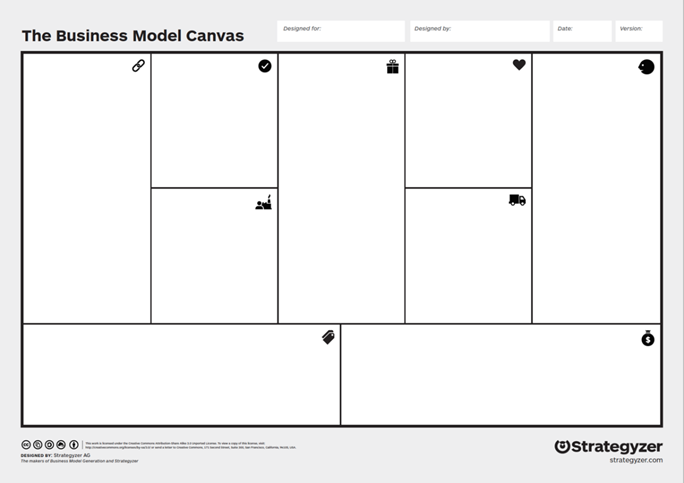 The Business Model Canvas
Designed for:
Designed by:
Date:
Version:
DESIGNED BY: Strategyzer AG
The makers of Business Model Generation and Strategyzer
Strategyzer
strategyzer.com